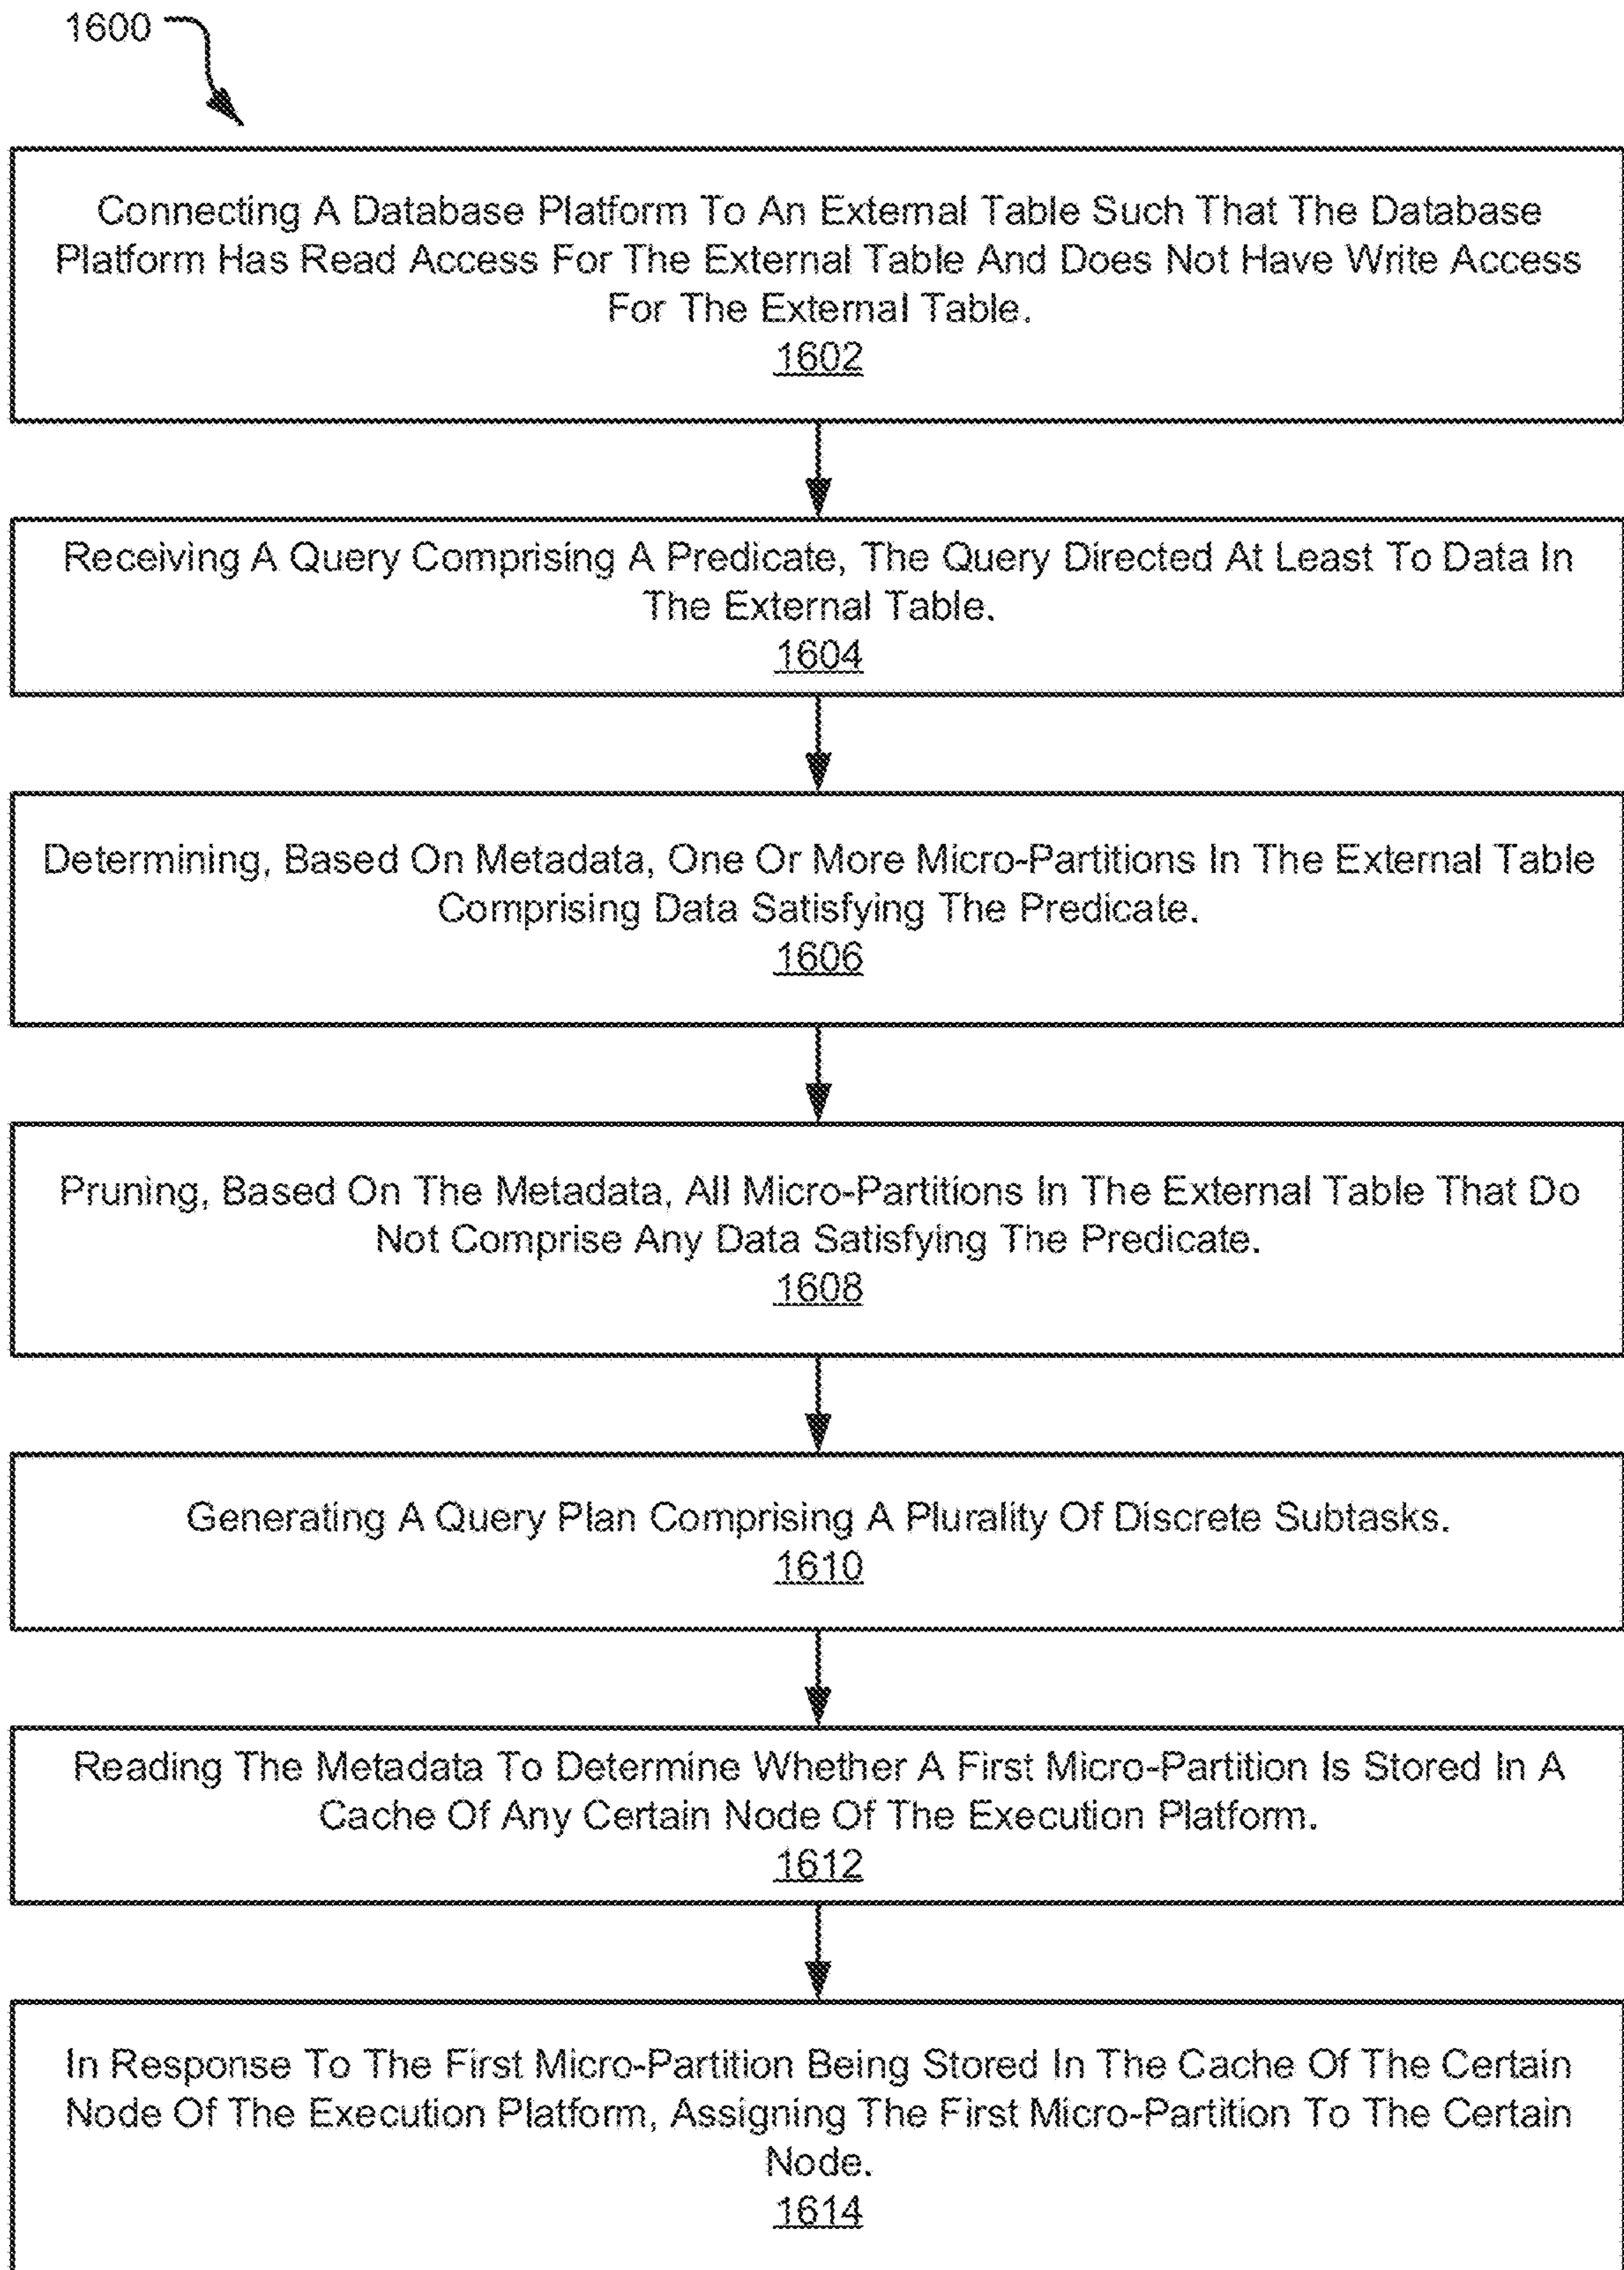 1600
Connecting A Database Platform To An External Table Such That The Database
Platform Has Read Access For The External Table And Does Not Have Write Access
For The External Table.
1602
Receiving A Query Comprising A Predicate, The Query Directed At Least To Data In
The External Table.
1604
Determining, Based On Metadata, One Or More Micro-Partitions In The External Table
Comprising Data Satisfying The Predicate.
1606
Pruning, Based On The Metadata, All Micro-Partitions In The External Table That Do
Not Comprise Any Data Satisfying The Predicate.
1608
Generating A Query Plan Comprising A Plurality Of Discrete Subtasks.
1610
Reading The Metadata To Determine Whether A First Micro-Partition Is Stored In A
Cache Of Any Certain Node Of The Execution Platform.
1612
In Response To The First Micro-Partition Being Stored In The Cache Of The Certain
Node Of The Execution Platform, Assigning The First Micro-Partition To The Certain
Node.
1614